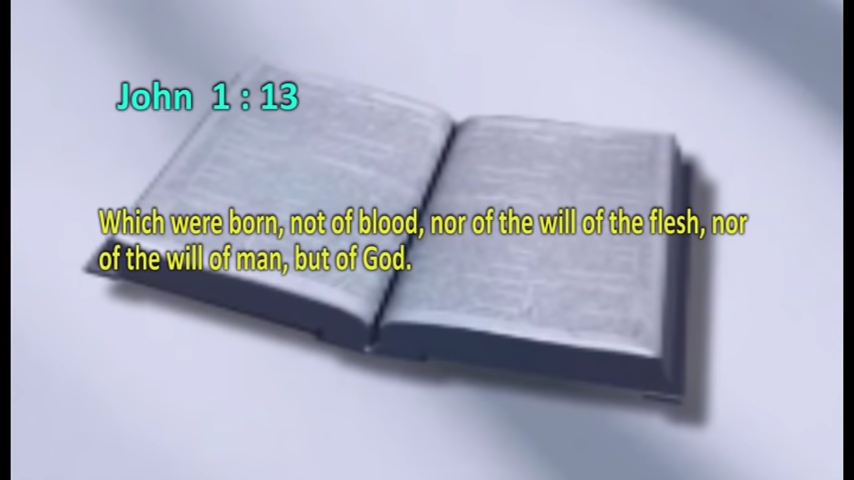 John 1 : 13
Which were born, not of blood, nor of the will of the flesh, nor
of the will of man, but of God.